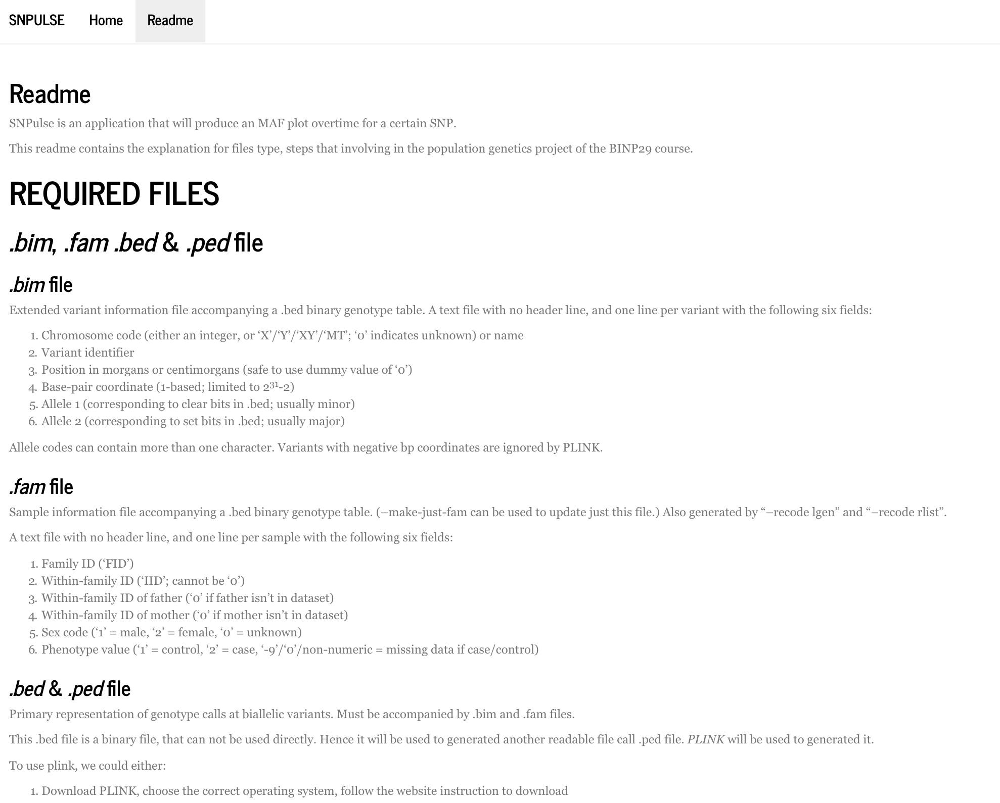 SNPULSE Home Readme
Readme
SNPulse is an application that will produce an MAF plot overtime for a certain SNP.
This readme contains the explanation for files type, steps that involving in the population genetics project of the BINP29 course.
REQUIRED FILES
.bim, .fam .bed & .ped file
.bim file
Extended variant information file accompanying a .bed binary genotype table. A text file with no header line, and one line per variant with the following six fields:
1. Chromosome code (either an integer, or ‘X’/‘Y’/‘XY’/‘MT’; ‘0’ indicates unknown) or name
2. Variant identifier
3. Position in morgans or centimorgans (safe to use dummy value of ‘0’)
4. Base-pair coordinate (1-based; limited to 2³¹-2)
5. Allele 1 (corresponding to clear bits in .bed; usually minor)
6. Allele 2 (corresponding to set bits in .bed; usually major)
Allele codes can contain more than one character. Variants with negative bp coordinates are ignored by PLINK.
.fam file
Sample information file accompanying a .bed binary genotype table. (–make-just-fam can be used to update just this file.) Also generated by “–recode lgen” and “–recode rlist”.
A text file with no header line, and one line per sample with the following six fields:
1. Family ID (‘FID’)
2. Within-family ID (‘IID’; cannot be ‘0’)
3. Within-family ID of father (‘0’ if father isn’t in dataset)
4. Within-family ID of mother (‘0’ if mother isn’t in dataset)
5. Sex code (‘1’ = male, ‘2’ = female, ‘0’ = unknown)
6. Phenotype value (‘1’ = control, ‘2’ = case, ‘-9’/‘0’/non-numeric = missing data if case/control)
.bed & .ped file
Primary representation of genotype calls at biallelic variants. Must be accompanied by .bim and .fam files.
This .bed file is a binary file, that can not be used directly. Hence it will be used to generated another readable file call .ped file. PLINK will be used to generated it.
To use plink, we could either:
1. Download PLINK, choose the correct operating system, follow the website instruction to download